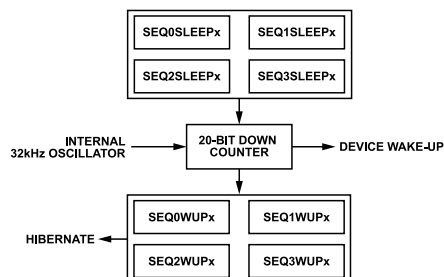 SEQ0SLEEPx
SEQ1SLEEPx
SEQ2SLEEPx
SEQ3SLEEPx
INTERNAL
32kHz OSCILLATOR
20-BIT DOWN
COUNTER
DEVICE WAKE-UP
SEQ0WUPx
SEQ1WUPx
HIBERNATE
SEQ2WUPx
SEQ3WUPx